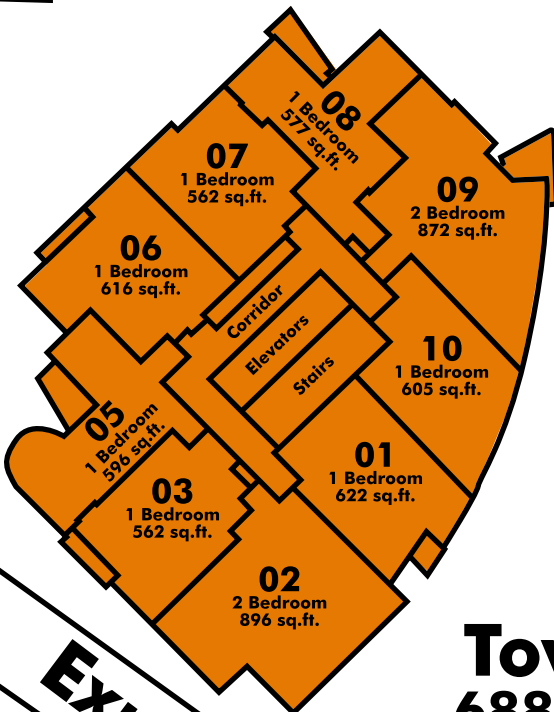 08
1 Bedroom
577 sq.ft.
07
1 Bedroom
562 sq.ft.
09
2 Bedroom
872 sq.ft.
06
1 Bedroom
616 sq.ft.
Corridor
Elevators
Stairs
10
1 Bedroom
605 sq.ft.
05
1 Bedroom
596 sq.ft.
01
1 Bedroom
622 sq.ft.
03
1 Bedroom
562 sq.ft.
02
2 Bedroom
896 sq.ft.